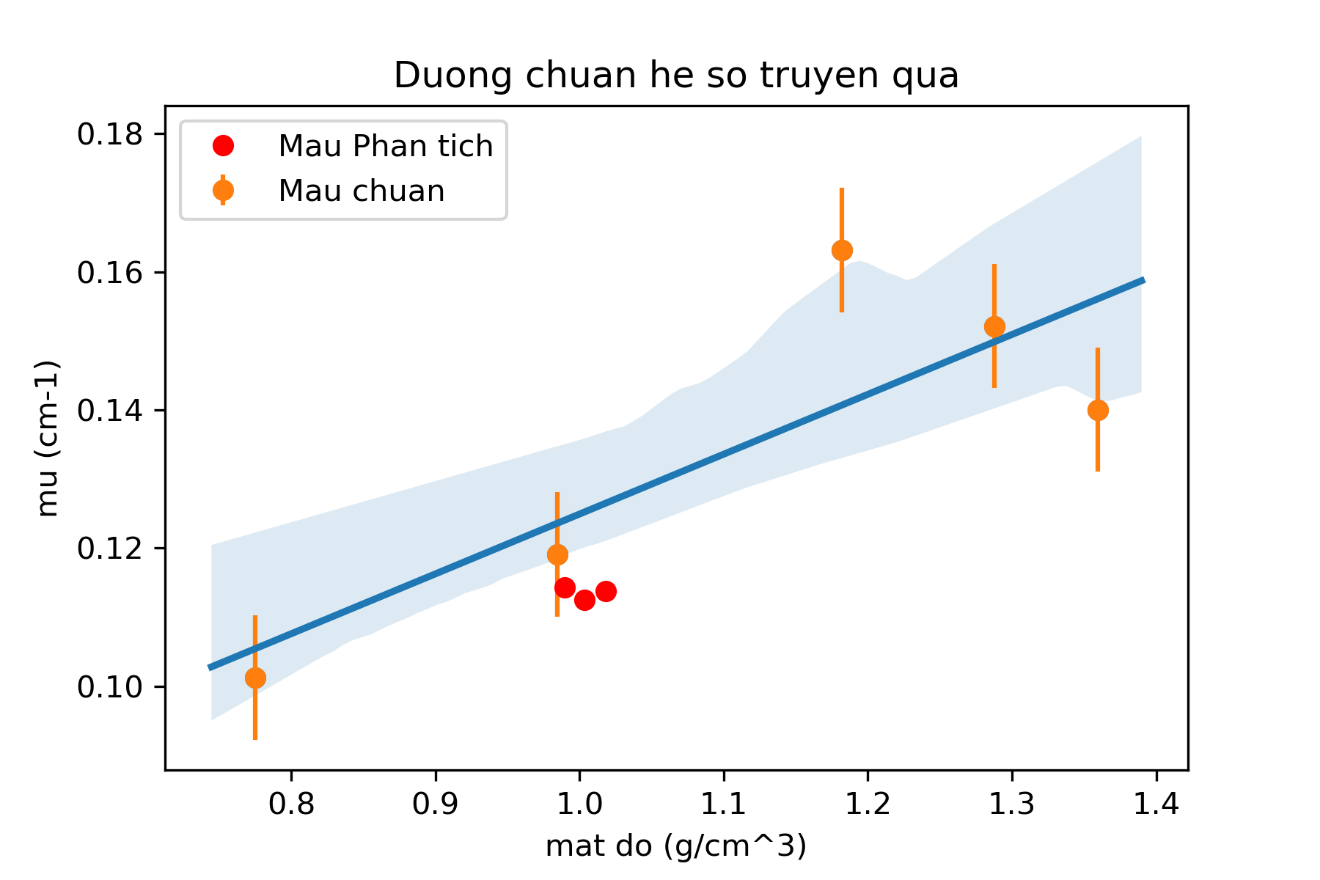 Duong chuan he so truyen qua
Mau Phan tich
Mau chuan
0.18
0.16
0.14
0.12
0.10
mu (cm-1)
0.8 0.9 1.0 1.1 1.2 1.3 1.4
mat do (g/cm^3)